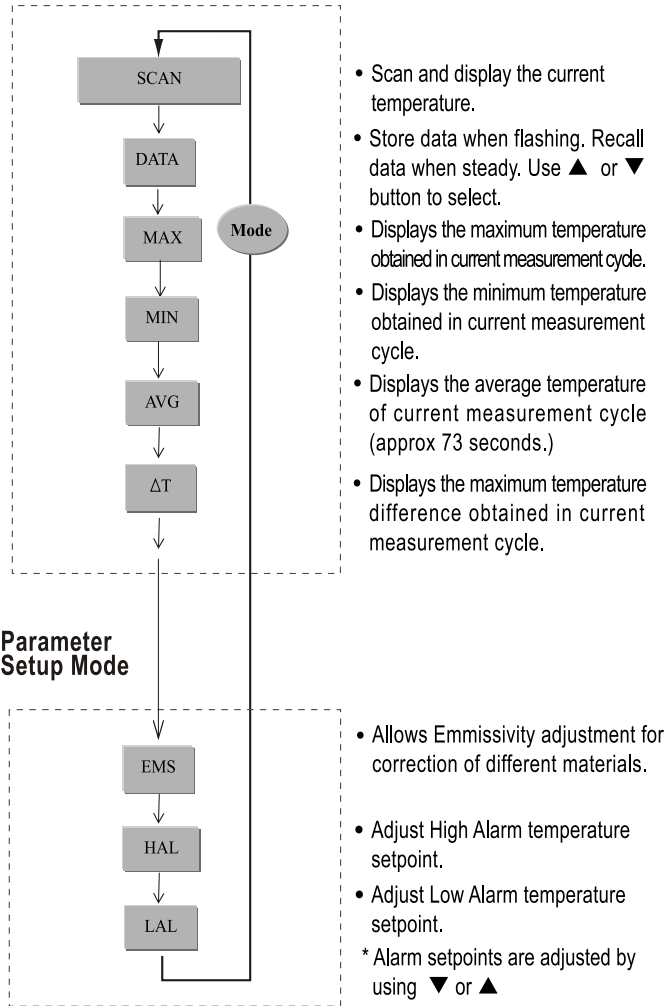 SCAN
• Scan and display the current
temperature.
DATA
• Store data when flashing. Recall
data when steady. Use ▲ or ▼
button to select.
MAX
Mode
• Displays the maximum temperature
obtained in current measurement cycle.
MIN
• Displays the minimum temperature
obtained in current measurement
cycle.
AVG
• Displays the average temperature
of current measurement cycle
(approx 73 seconds.)
ΔT
• Displays the maximum temperature
difference obtained in current
measurement cycle.
Parameter
Setup Mode
EMS
• Allows Emmissivity adjustment for
correction of different materials.
HAL
• Adjust High Alarm temperature
setpoint.
LAL
• Adjust Low Alarm temperature
setpoint.
* Alarm setpoints are adjusted by
using ▼ or ▲